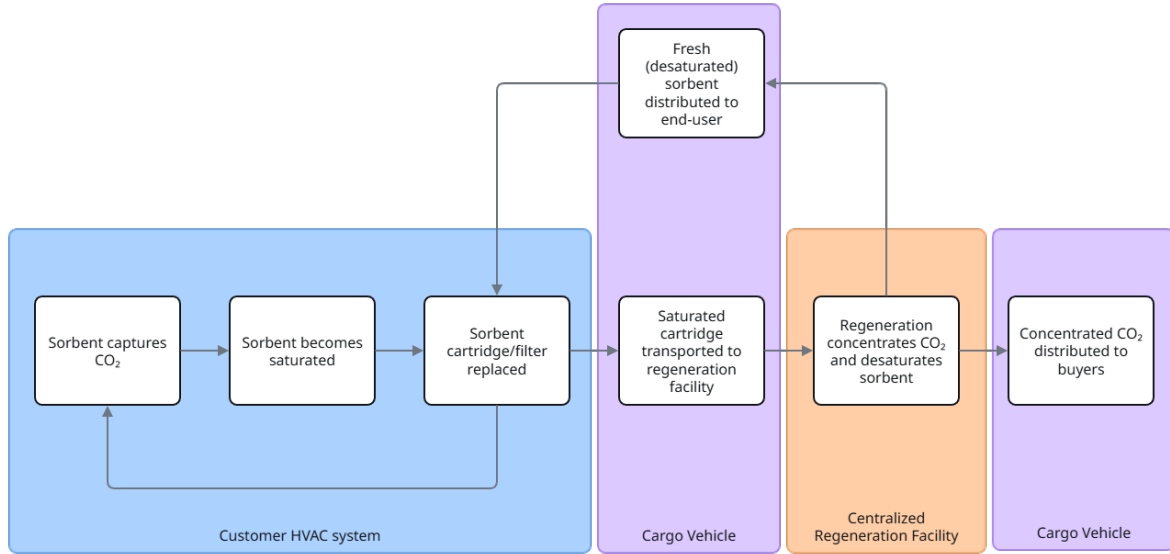 Fresh
(desaturated)
sorbent
distributed to
end-user
Sorbent captures
CO₂
Sorbent becomes
saturated
Sorbent
cartridge/filter
replaced
Saturated
cartridge
transported to
regeneration
facility
Regeneration
concentrates CO₂
and desaturates
sorbent
Concentrated CO₂
distributed to
buyers
Customer HVAC system
Cargo Vehicle
Centralized
Regeneration Facility
Cargo Vehicle